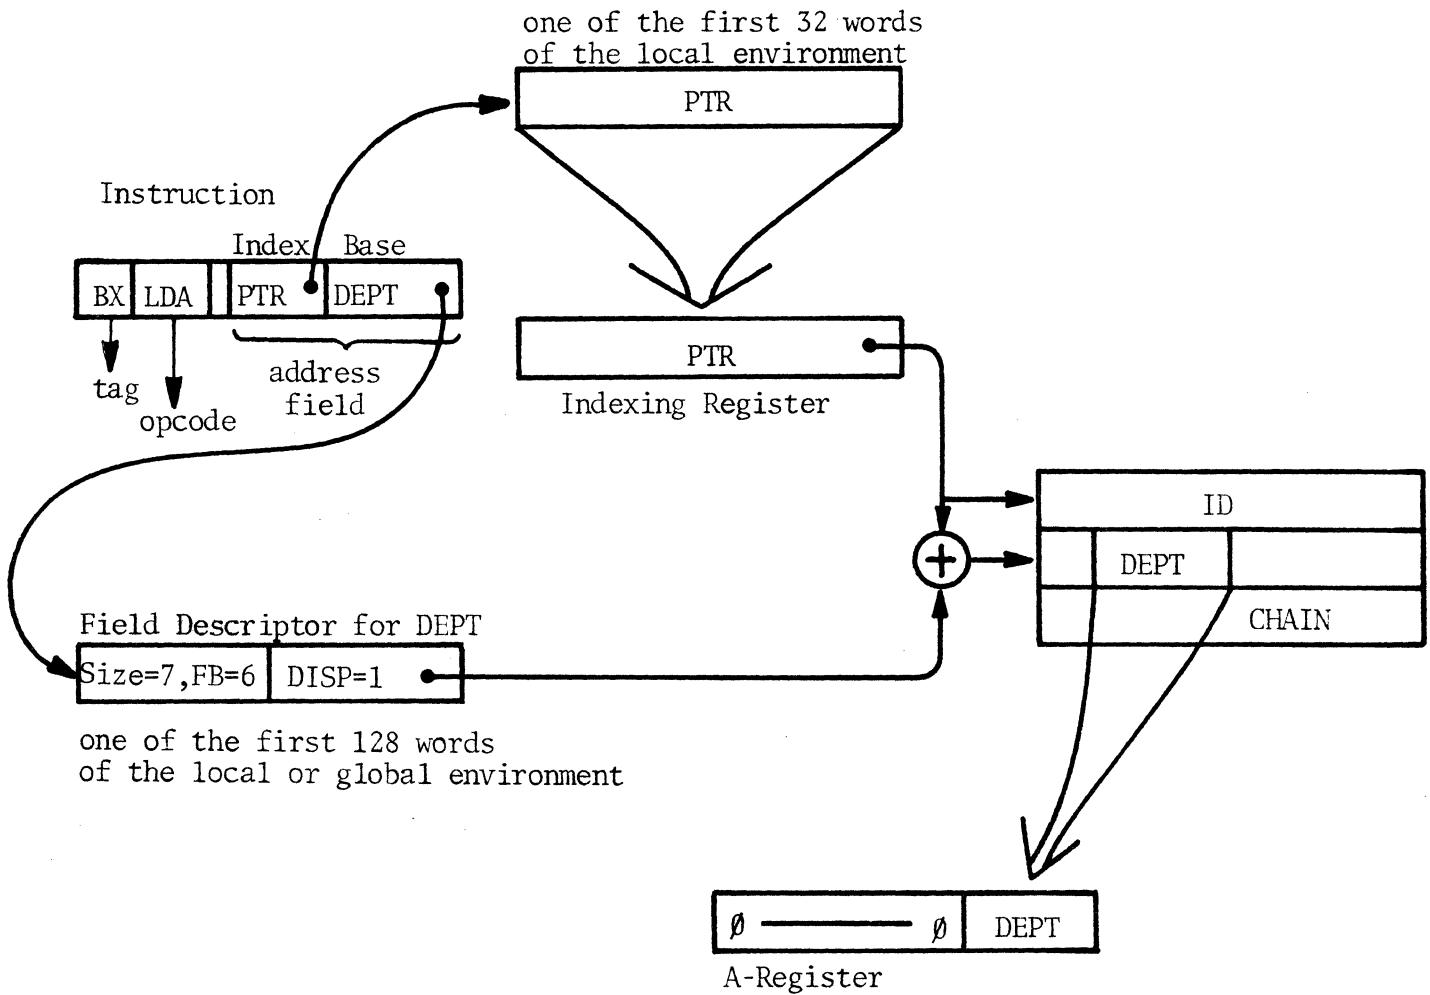 one of the first 32 words
of the local environment
PTR
Instruction
Index Base
BX LDA PTR DEPT
tag
opcode
address
field
PTR
Indexing Register
ID
+
DEPT
CHAIN
Field Descriptor for DEPT
Size=7,FB=6 DISP=1
one of the first 128 words
of the local or global environment
Ø Ø DEPT
A-Register